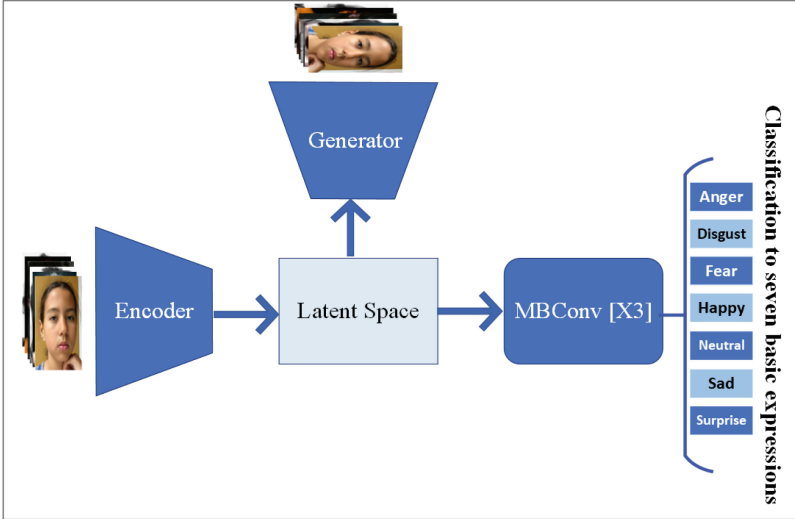 Generator
Encoder
Latent Space
MBConv [X3]
Anger
Disgust
Fear
Happy
Neutral
Sad
Surprise
Classification to seven basic expressions